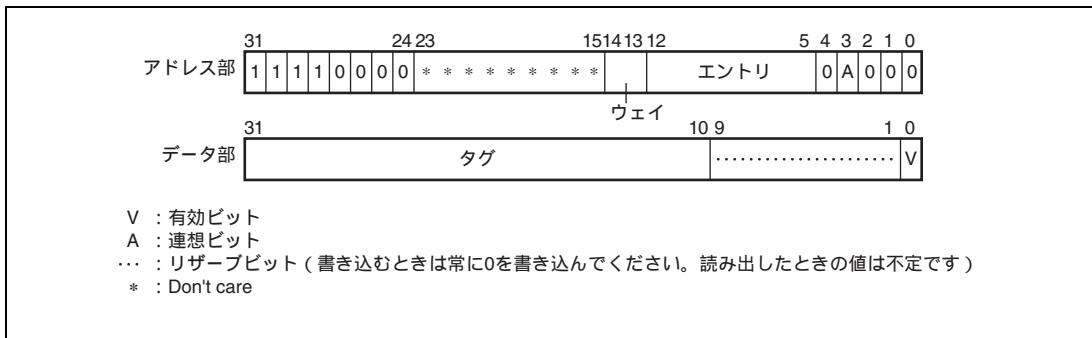 31 24 23 15 14 13 12 5 4 3 2 1 0
アドレス部 1 1 1 1 0 0 0 0 * * * * * * * * * エントリ 0 A 0 0 0
ウェイ
31 10 9 1 0
データ部 タグ ...................... V
V : 有効ビット
A : 連想ビット
… : リザーブビット ( 書き込むときは常に0を書き込んでください。読み出したときの値は不定です )
* : Don't care